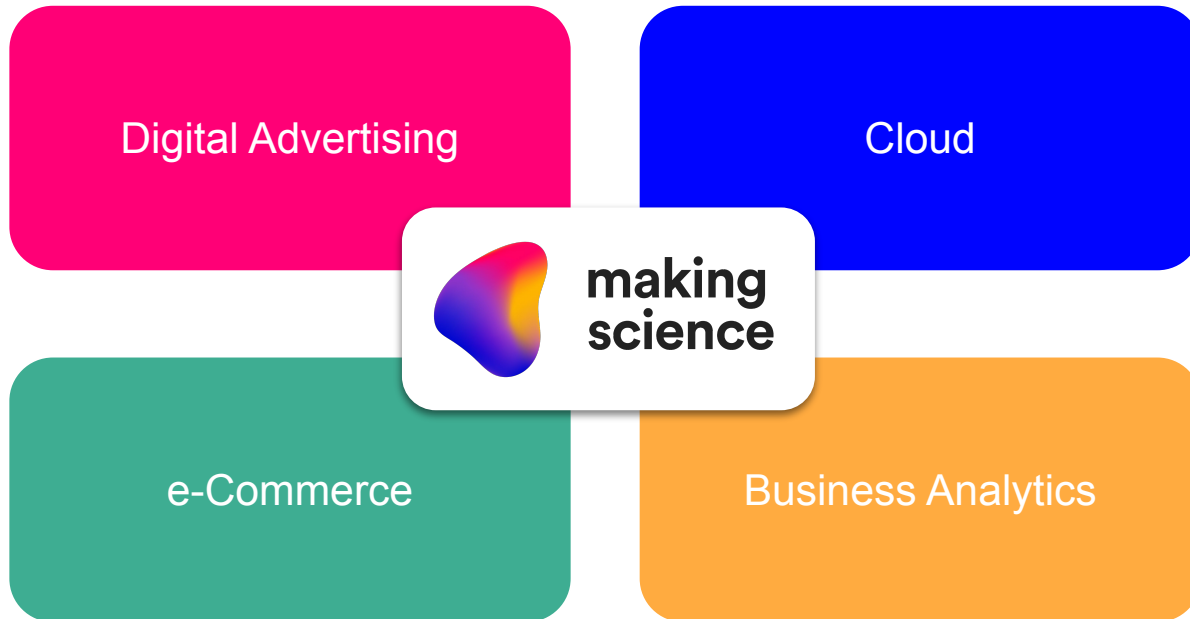 Digital Advertising
Cloud
making
science
e-Commerce
Business Analytics